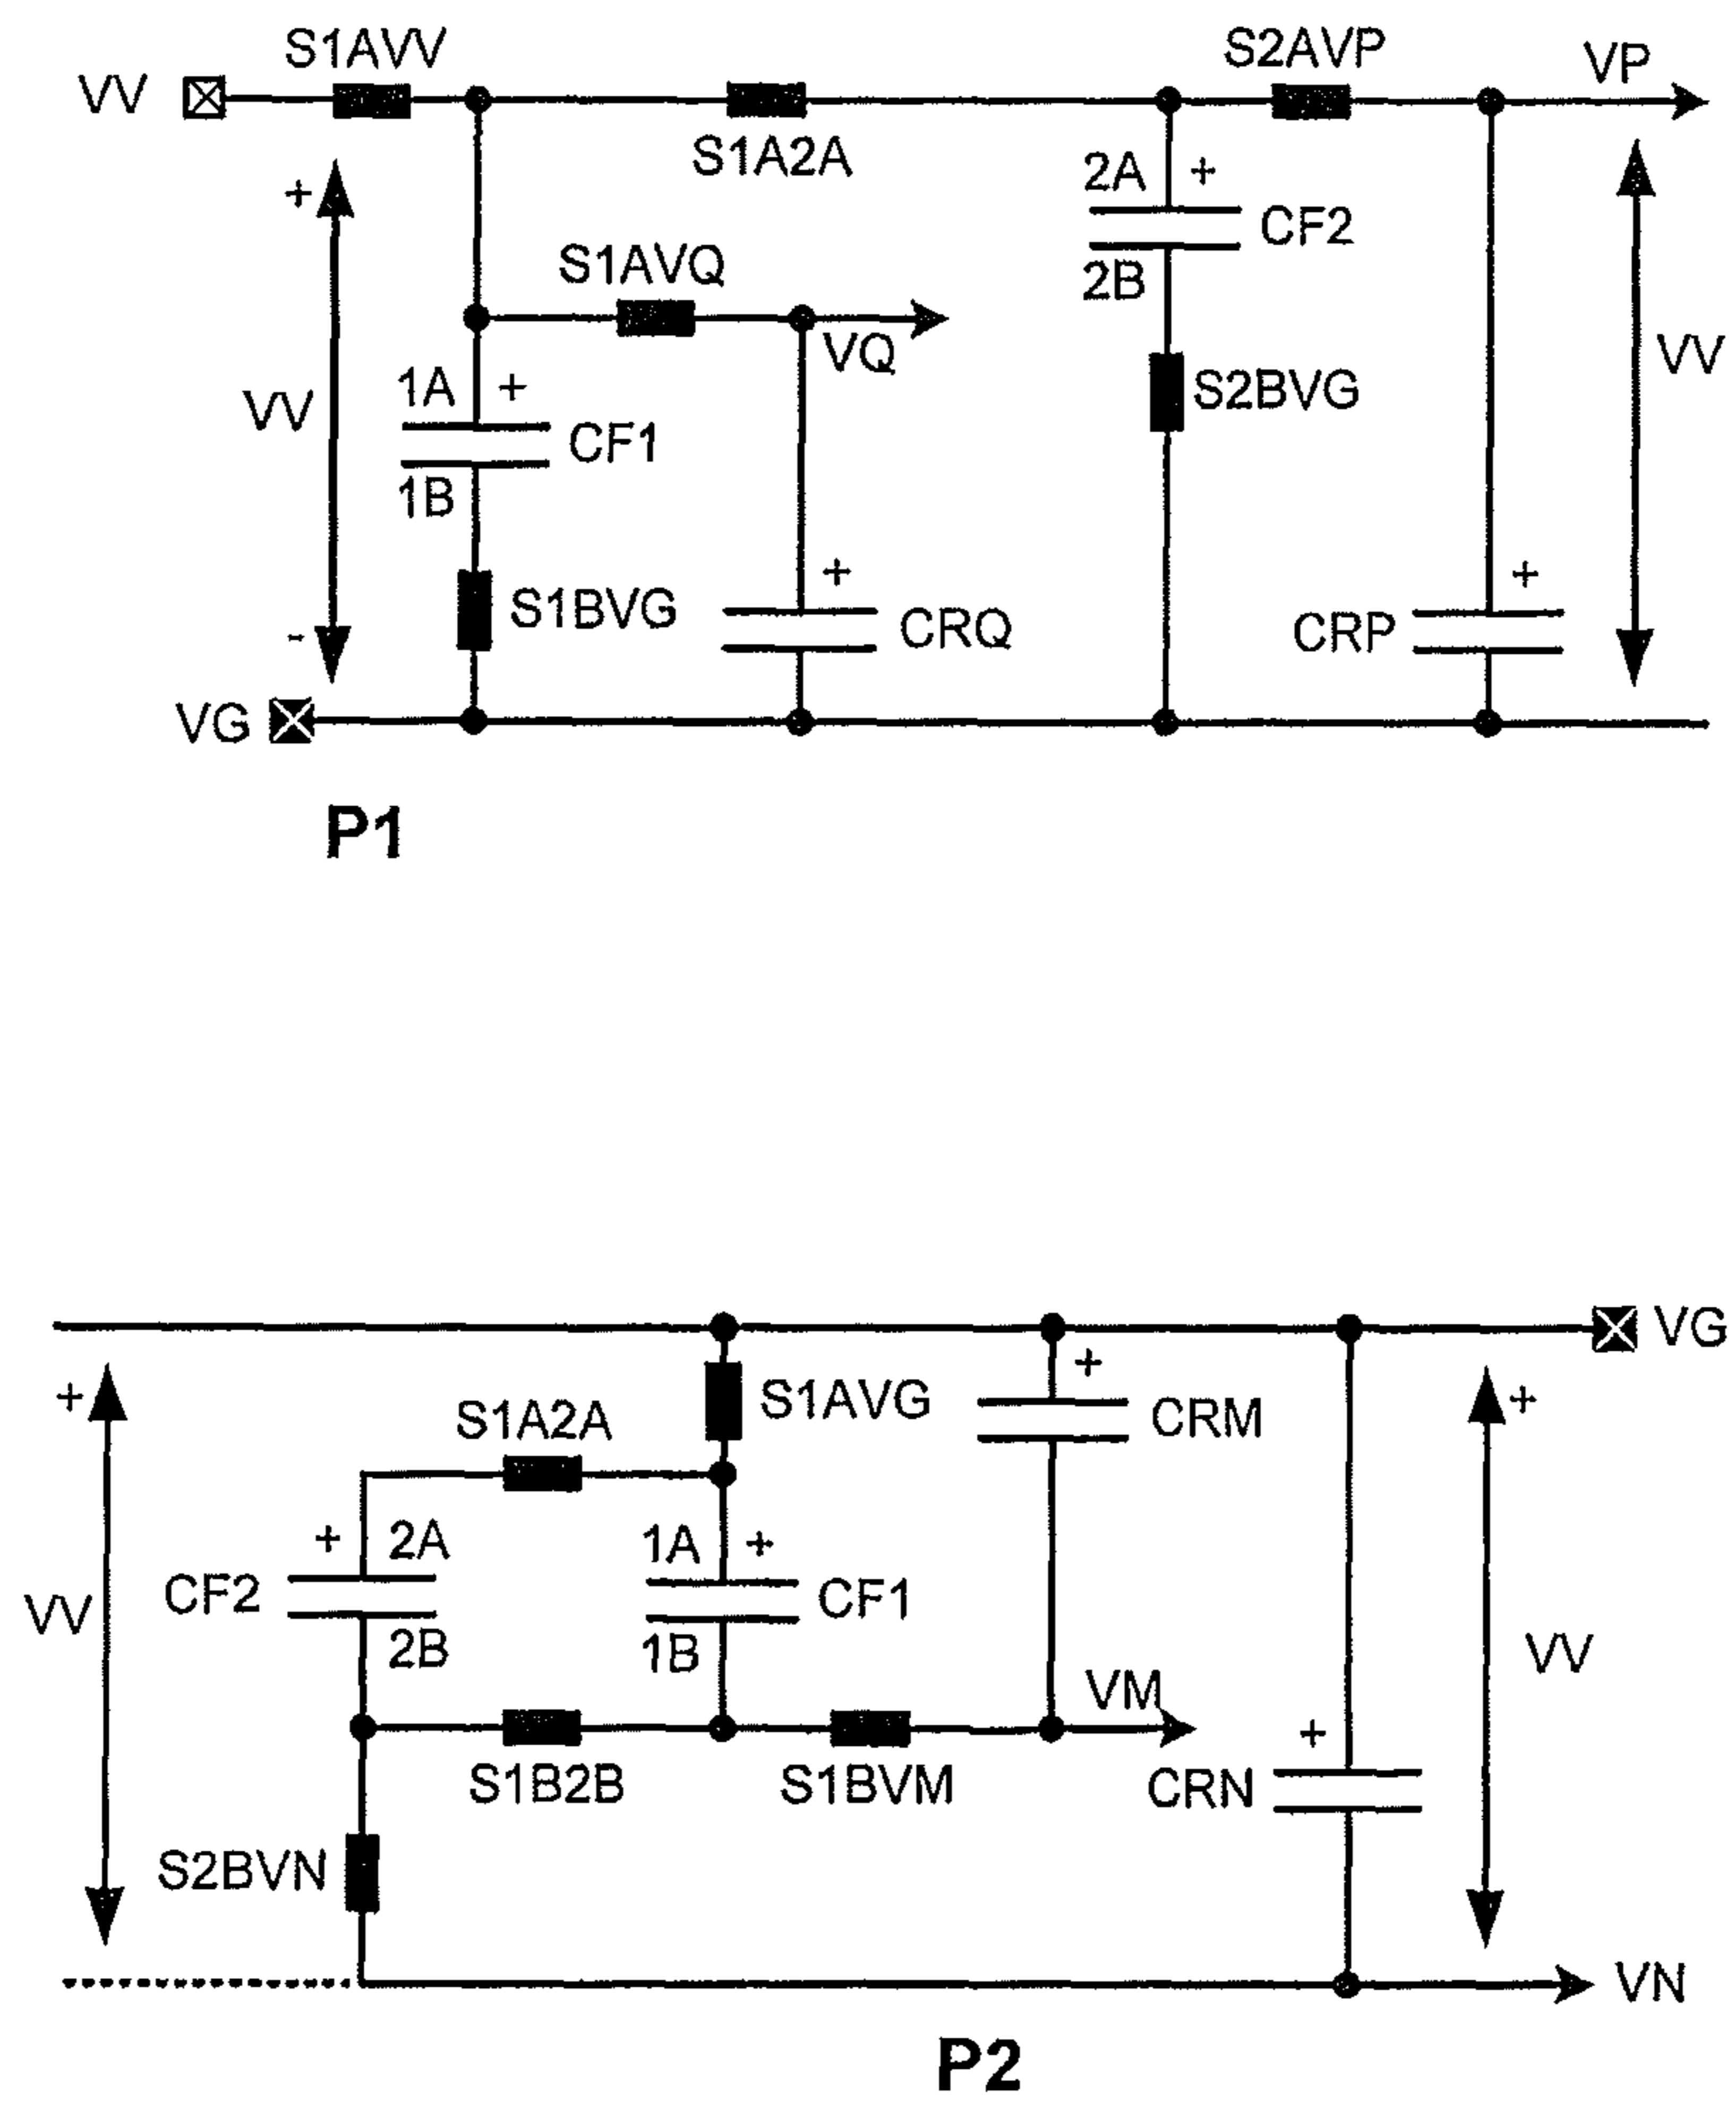 S1AVV
S2AVP
VP
VV
S1A2A
2A +
CF2
2B
+
S1AVQ
VQ
VV
S2BVG
VV
1A +
CF1
1B
S1BVG
+
CRQ
+
CRP
-
VG
P1
VG
+
S1AVG
+
CRM
+
S1A2A
+ 2A
1A +
CF2
CF1
VV
2B
1B
VV
VM
S1B2B
S1BVM
+
CRN
S2BVN
VN
P2